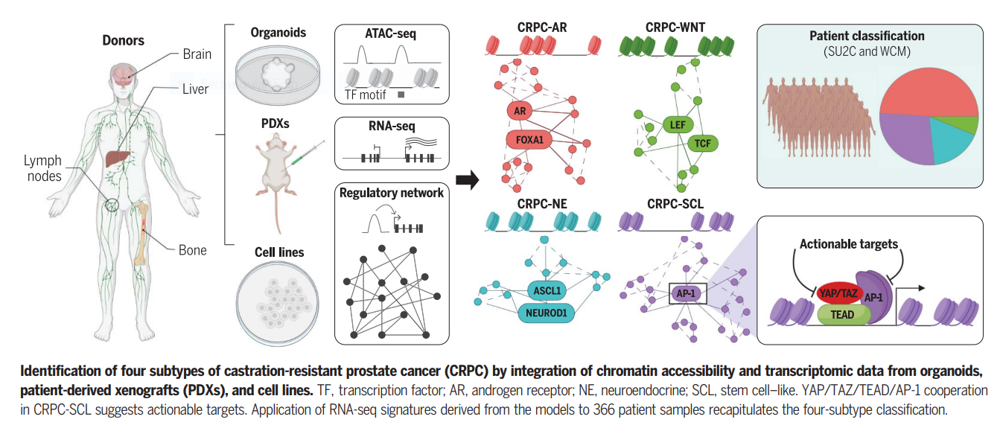 Donors
Brain
Liver
Lymph
nodes
Bone
Organoids
PDXs
Cell lines
ATAC-seq
TF motif
RNA-seq
Regulatory network
CRPC-AR
AR
FOXA1
CRPC-WNT
LEF
TCF
CRPC-NE
ASCL1
NEUROD1
CRPC-SCL
AP-1
Patient classification
(SU2C and WCM)
Actionable targets
YAP/TAZ
AP-1
TEAD
Identification of four subtypes of castration-resistant prostate cancer (CRPC) by integration of chromatin accessibility and transcriptomic data from organoids,
patient-derived xenografts (PDXs), and cell lines. TF, transcription factor; AR, androgen receptor; NE, neuroendocrine; SCL, stem cell–like. YAP/TAZ/TEAD/AP-1 cooperation
in CRPC-SCL suggests actionable targets. Application of RNA-seq signatures derived from the models to 366 patient samples recapitulates the four-subtype classification.